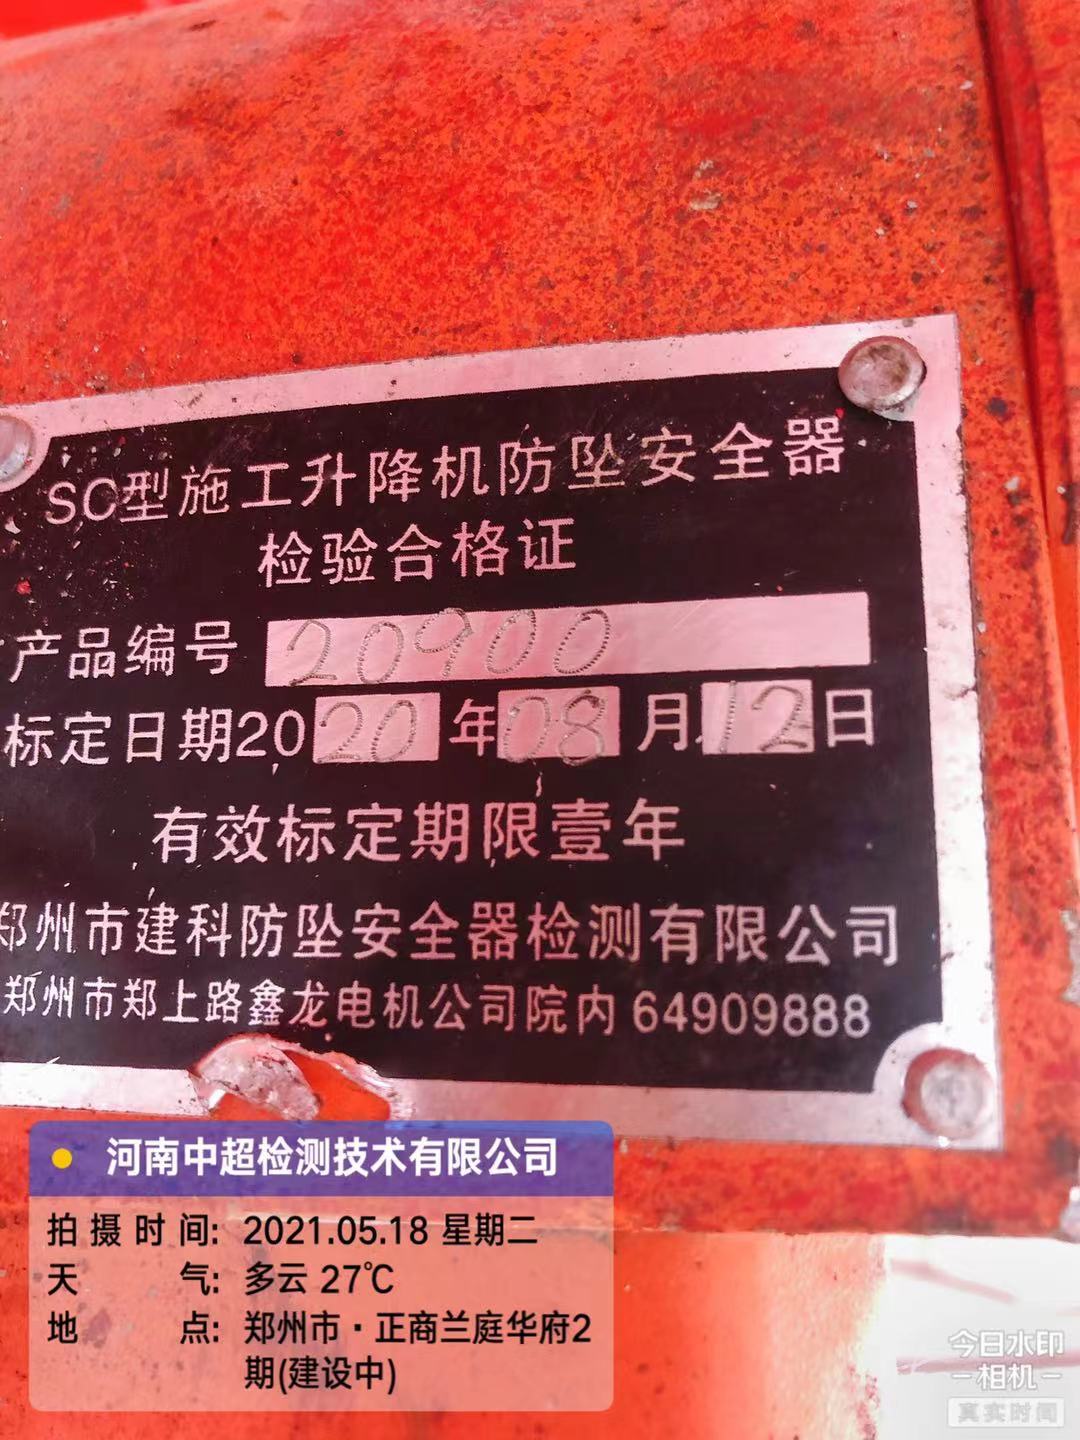 SC型施工升降机防坠安全器
检验合格证
产品编号 20900
标定日期2020年08月12日
有效标定期限壹年
郑州市建科防坠安全器检测有限公司
郑州市郑上路鑫龙电机公司院内 64909888
河南中超检测技术有限公司
拍摄时间: 2021.05.18 星期二
天气: 多云 27℃
地点: 郑州市·正商兰庭华府2
期(建设中)
今日水印
-相机-
真实时间